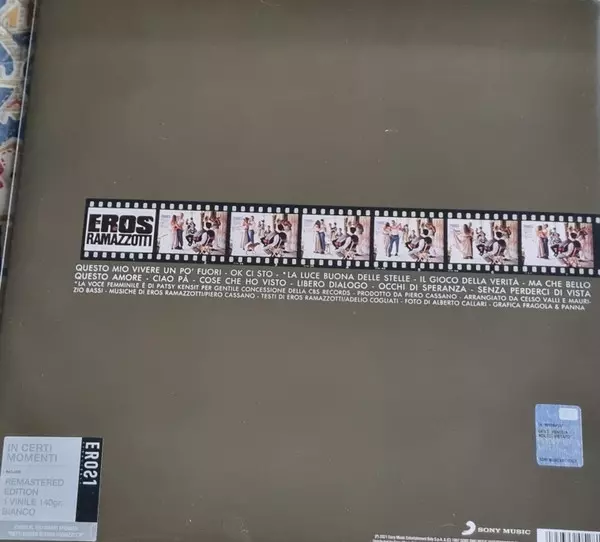 EROS
RAMAZZOTTI
QUESTO MIO VIVERE UN PO' FUORI - OK CI STO - *LA LUCE BUONA DELLE STELLE - IL GIOCO DELLA VERITÀ - MA CHE BELLO
QUESTO AMORE - CIAO PÀ - COSE CHE HO VISTO - LIBERO DIALOGO - OCCHI DI SPERANZA - SENZA PERDERCI DI VISTA
*LA VOCE FEMMINILE È DI PATSY KENSIT PER GENTILE CONCESSIONE DELLA CBS RECORDS - PRODOTTO DA PIERO CASSANO - ARRANGIATO DA CELSO VALLI E MAURI-
ZIO BASSI - MUSICHE DI EROS RAMAZZOTTI/PIERO CASSANO - TESTI DI EROS RAMAZZOTTI/ADELIO COGLIATI - FOTO DI ALBERTO CALLARI - GRAFICA FRAGOLA & PANNA
IN CERTI
MOMENTI
REMASTERED
EDITION
1 VINILE 140gr.
BIANCO
ERO21
SONY MUSIC